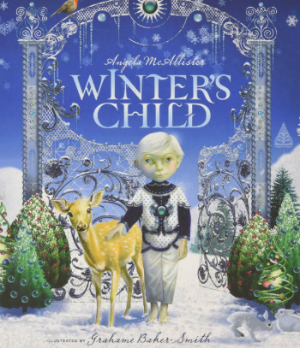 Angela McAllister
WINTER'S
CHILD
ILLUSTRATED BY Grahame Baker-Smith